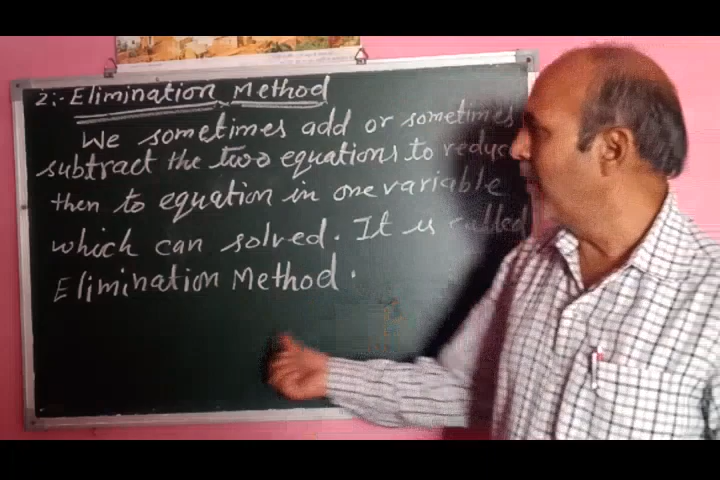 2:- Elimination Method
We sometimes add or sometimes
subtract the two equations to reduce
then to equation in one variable
which can solved. It is called
Elimination Method.